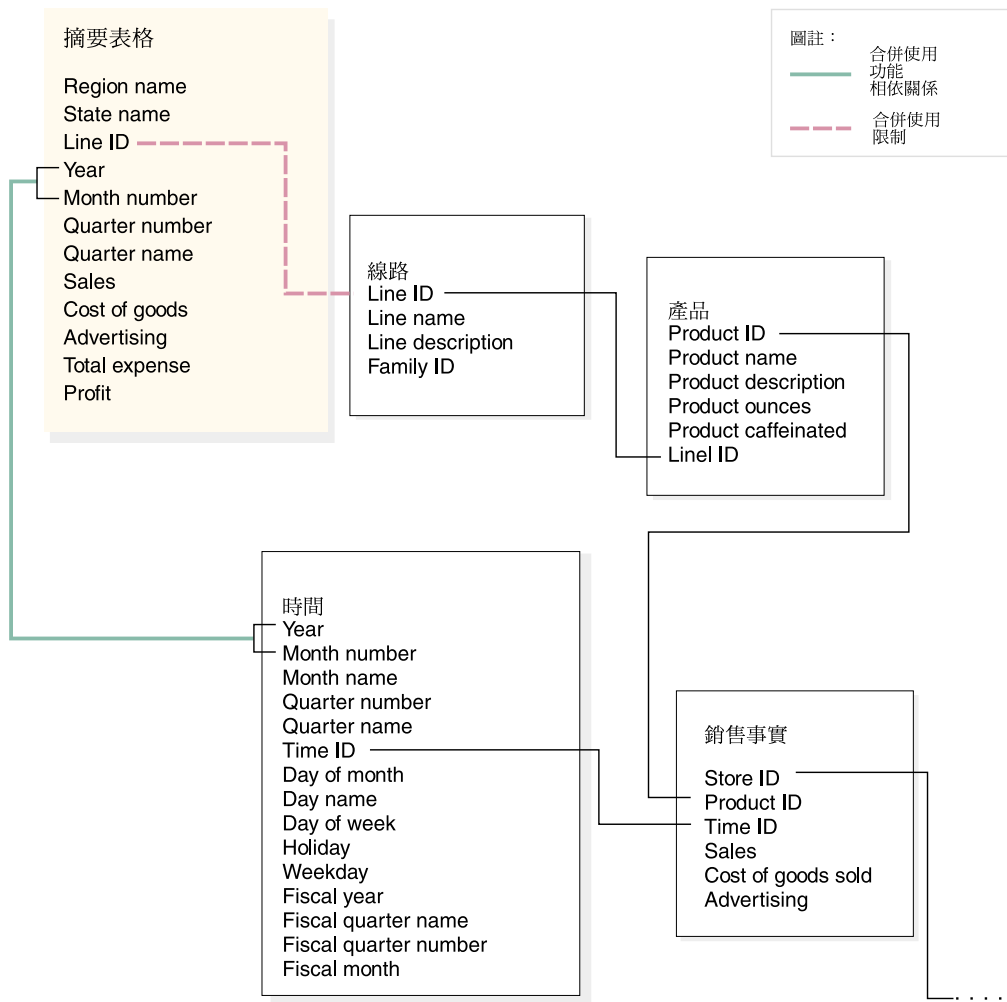 摘要表格
Region name
State name
Line ID
Year
Month number
Quarter number
Quarter name
Sales
Cost of goods
Advertising
Total expense
Profit
圖註：
合併使用
功能
相依關係
合併使用
限制
線路
Line ID
Line name
Line description
Family ID
產品
Product ID
Product name
Product description
Product ounces
Product caffeinated
Linel ID
時間
Year
Month number
Month name
Quarter number
Quarter name
Time ID
Day of month
Day name
Day of week
Holiday
Weekday
Fiscal year
Fiscal quarter name
Fiscal quarter number
Fiscal month
銷售事實
Store ID
Product ID
Time ID
Sales
Cost of goods sold
Advertising